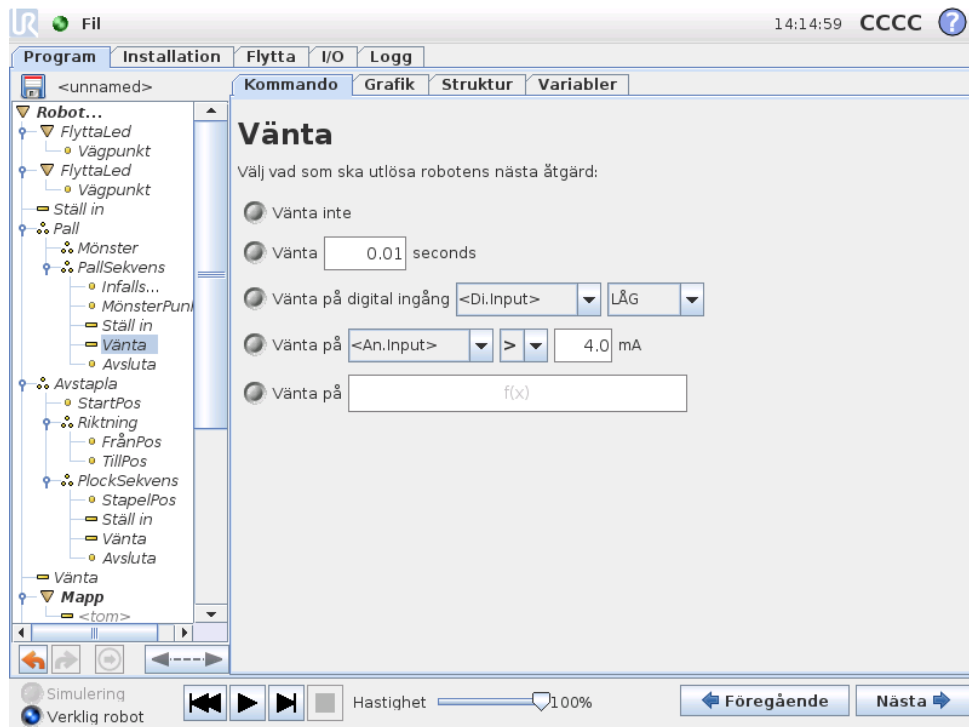 UR Fil 14:14:59 CCCC ?
Program Installation Flytta I/O Logg
<unnamed>
Kommando Grafik Struktur Variabler
Robot...
FlyttaLed
Vägpunkt
FlyttaLed
Vägpunkt
Ställ in
Pall
Mönster
PallSekvens
Infalls...
MönsterPun
Ställ in
Vänta
Avsluta
Avstapla
StartPos
Riktning
FrånPos
TillPos
PlockSekvens
StapelPos
Ställ in
Vänta
Avsluta
Vänta
Mapp
<tom>
Vänta
Välj vad som ska utlösa robotens nästa åtgärd:
Vänta inte
Vänta 0.01 seconds
Vänta på digital ingång <Di.Input> LÅG
Vänta på <An.Input> > 4.0 mA
Vänta på f(x)
Simulering
Verklig robot
Hastighet 100%
Föregående Nästa